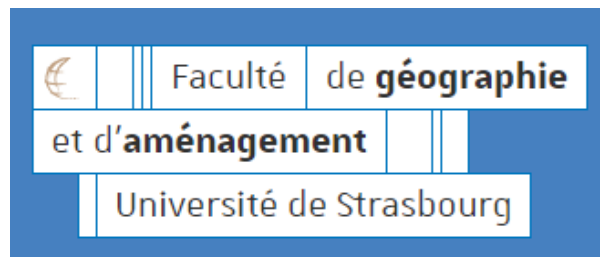 Faculté de géographie
et d'aménagement
Université de Strasbourg